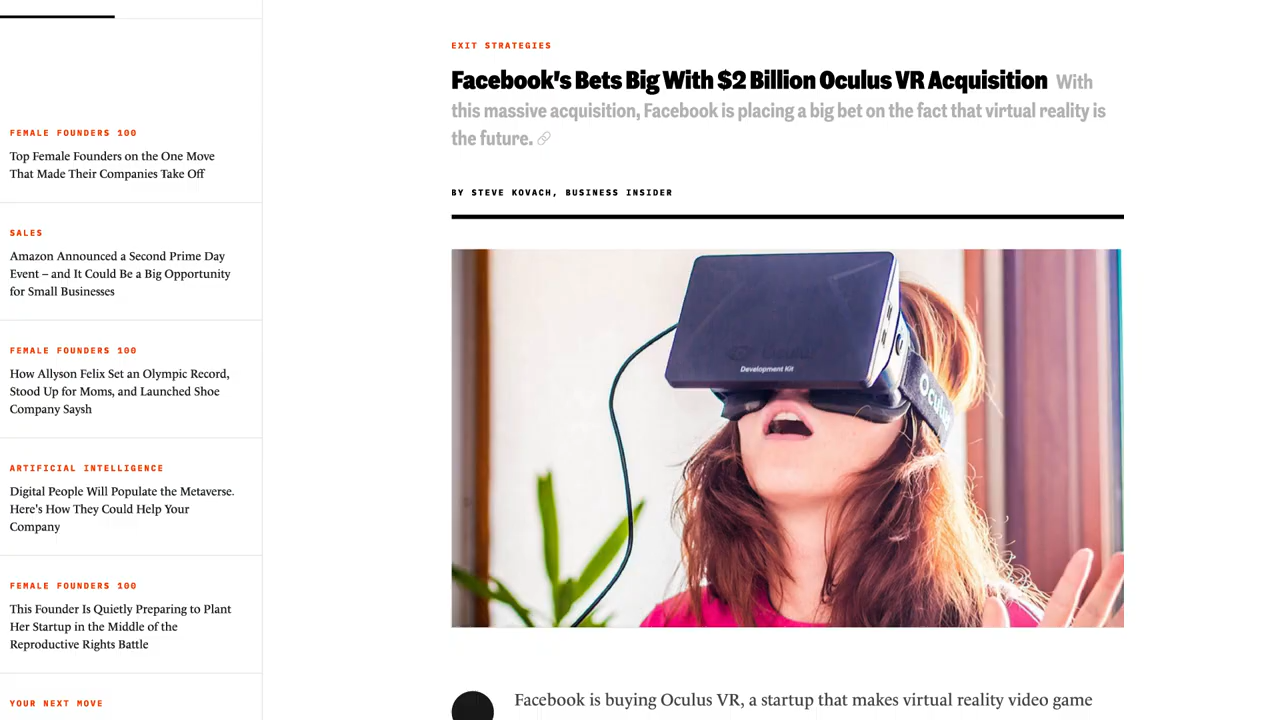 FEMALE FOUNDERS 100
Top Female Founders on the One Move
That Made Their Companies Take Off
SALES
Amazon Announced a Second Prime Day
Event – and It Could Be a Big Opportunity
for Small Businesses
FEMALE FOUNDERS 100
How Allyson Felix Set an Olympic Record,
Stood Up for Moms, and Launched Shoe
Company Saysh
ARTIFICIAL INTELLIGENCE
Digital People Will Populate the Metaverse.
Here's How They Could Help Your
Company
FEMALE FOUNDERS 100
This Founder Is Quietly Preparing to Plant
Her Startup in the Middle of the
Reproductive Rights Battle
YOUR NEXT MOVE
EXIT STRATEGIES
Facebook's Bets Big With $2 Billion Oculus VR Acquisition With
this massive acquisition, Facebook is placing a big bet on the fact that virtual reality is
the future.
BY STEVE KOVACH, BUSINESS INSIDER
Development Kit
Oculus
Facebook is buying Oculus VR, a startup that makes virtual reality video game